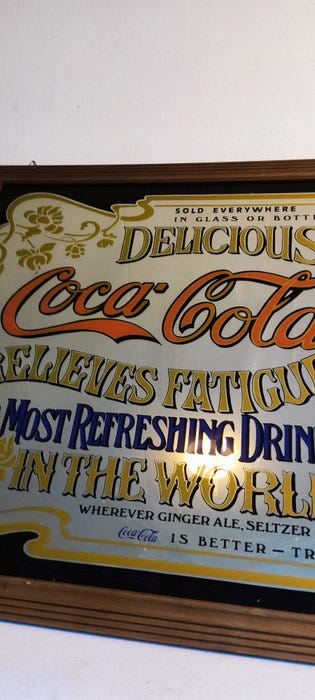 SOLD EVERYWHERE
IN GLASS OR BOTT
DELICIOUS
Coca-Cola
RELIEVES FATIGU
MOST REFRESHING DRIN
IN THE WORL
WHEREVER GINGER ALE, SELTZER
Coca-Cola IS BETTER – TR